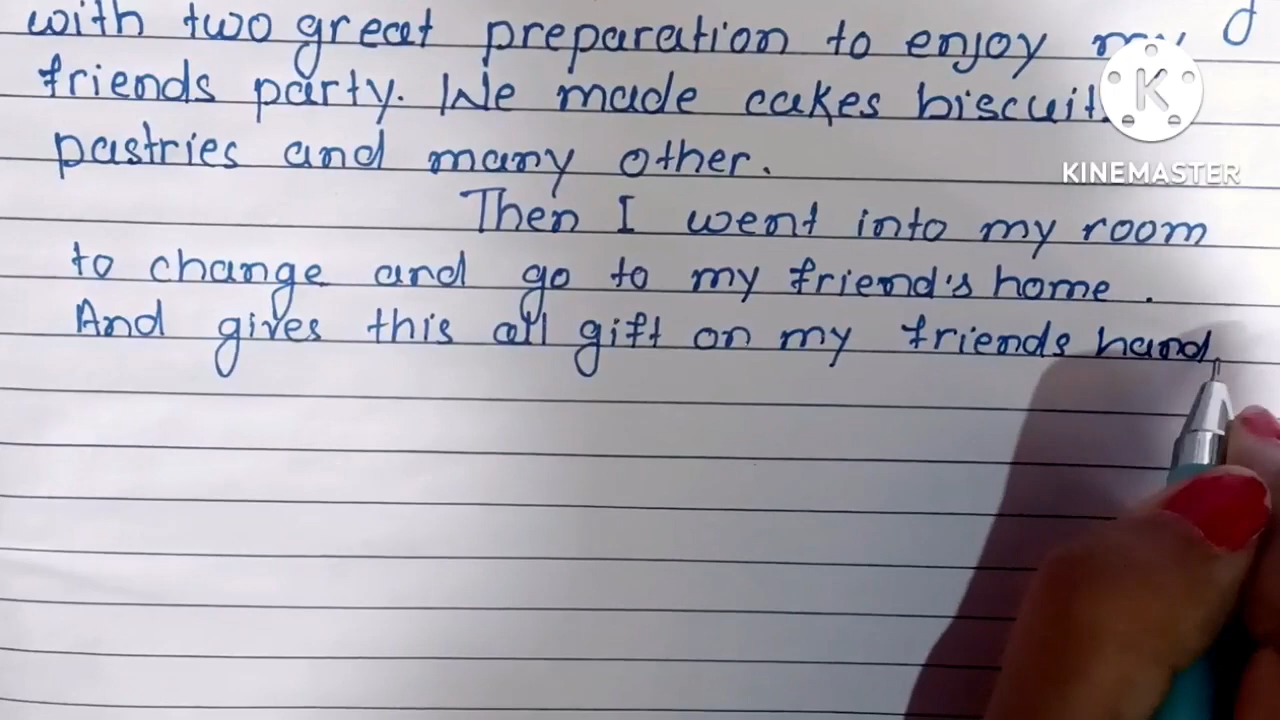 with two great preparation to enjoy my
friends party. We made cakes biscuit
pastries and many other.
Then I went into my room
to change and go to my friend's home.
And gives this all gift on my friends hand
K
KINEMASTER